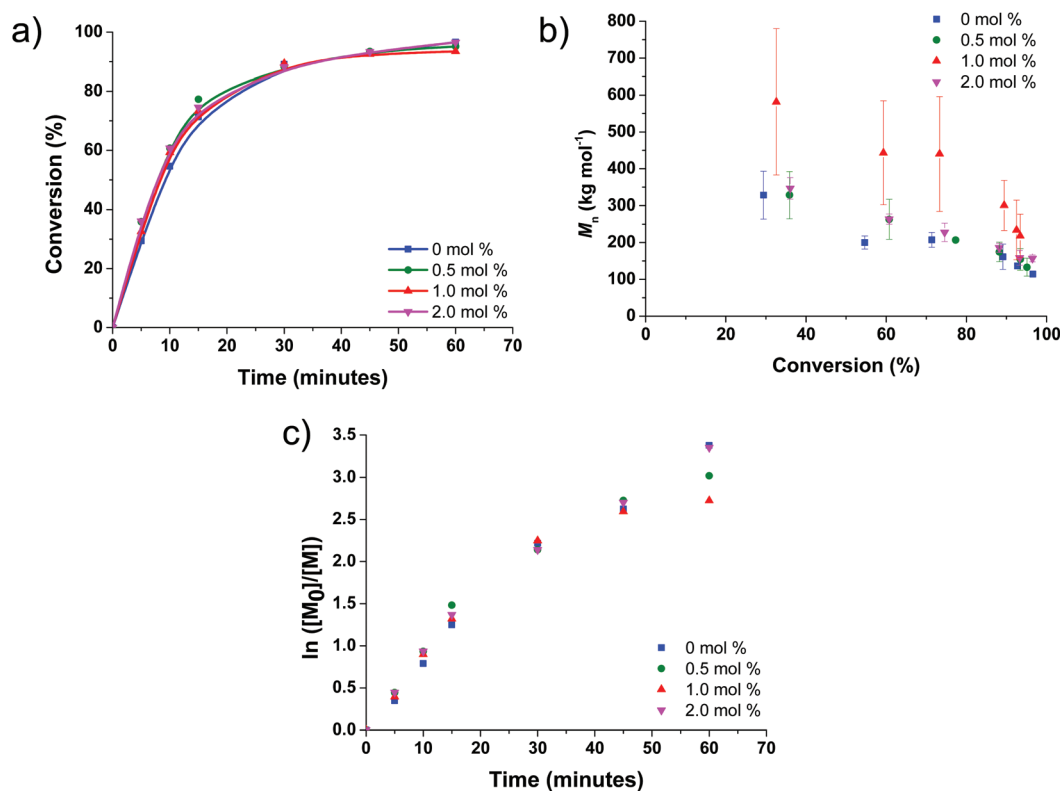 a)
100
80
60
40
20
0
Conversion (%)
0 mol %
0.5 mol %
1.0 mol %
2.0 mol %
0 10 20 30 40 50 60 70
Time (minutes)
b)
800
700
600
500
400
300
200
100
0
Mn (kg mol-1)
0 mol %
0.5 mol %
1.0 mol %
2.0 mol %
0 20 40 60 80 100
Conversion (%)
c)
3.5
3.0
2.5
2.0
1.5
1.0
0.5
0.0
ln ([M0]/[M])
0 mol %
0.5 mol %
1.0 mol %
2.0 mol %
0 10 20 30 40 50 60 70
Time (minutes)